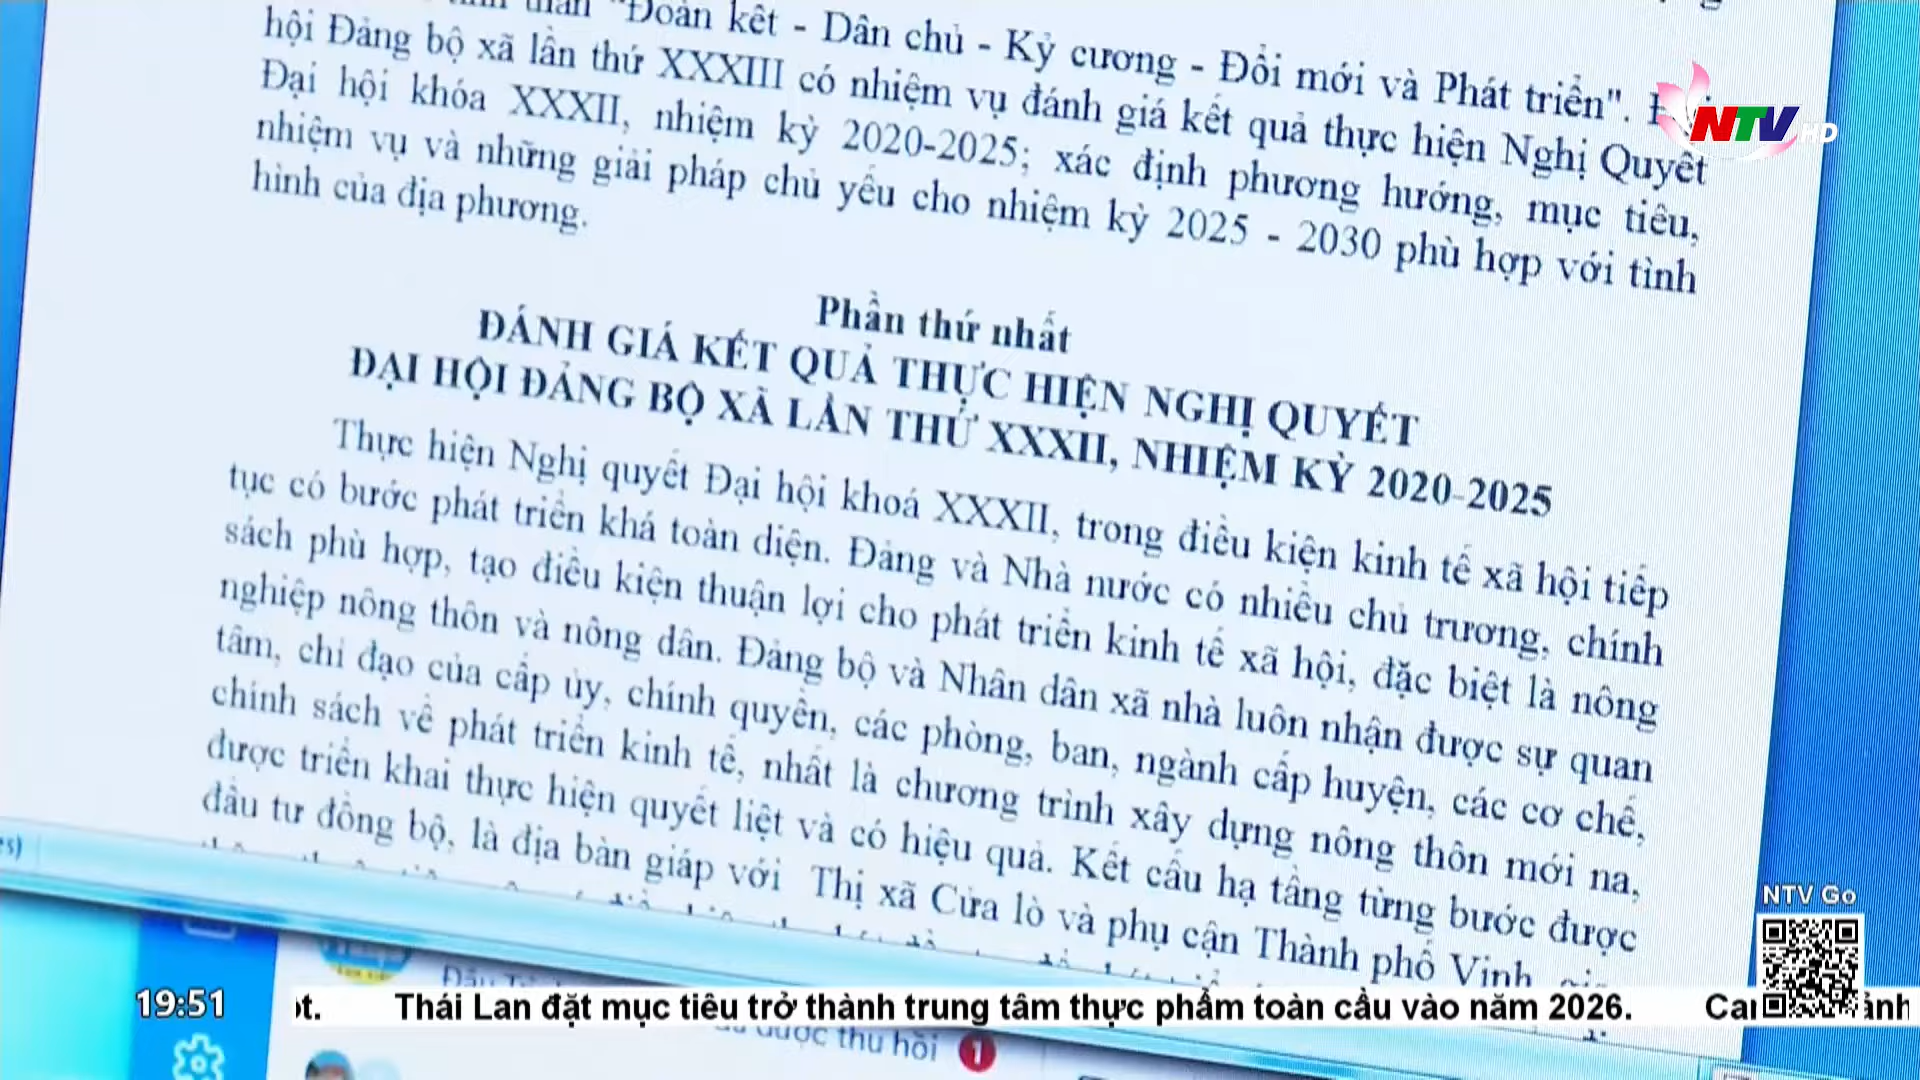 "Đoàn kết - Dân chủ - Kỷ cương - Đổi mới và Phát triển".
hội Đảng bộ xã lần thứ XXXIII có nhiệm vụ đánh giá kết quả thực hiện Nghị Quyết
Đại hội khóa XXXII, nhiệm kỳ 2020-2025; xác định phương hướng, mục tiêu,
nhiệm vụ và những giải pháp chủ yếu cho nhiệm kỳ 2025 - 2030 phù hợp với tình
hình của địa phương.
NTV HD
Phần thứ nhất
ĐÁNH GIÁ KẾT QUẢ THỰC HIỆN NGHỊ QUYẾT
ĐẠI HỘI ĐẢNG BỘ XÃ LẦN THỨ XXXII, NHIỆM KỲ 2020-2025
Thực hiện Nghị quyết Đại hội khoá XXXII, trong điều kiện kinh tế xã hội tiếp
tục có bước phát triển khá toàn diện. Đảng và Nhà nước có nhiều chủ trương, chính
sách phù hợp, tạo điều kiện thuận lợi cho phát triển kinh tế xã hội, đặc biệt là nông
nghiệp nông thôn và nông dân. Đảng bộ và Nhân dân xã nhà luôn nhận được sự quan
tâm, chỉ đạo của cấp ủy, chính quyền, các phòng, ban, ngành cấp huyện, các cơ chế,
chính sách về phát triển kinh tế, nhất là chương trình xây dựng nông thôn mới na,
được triển khai thực hiện quyết liệt và có hiệu quả. Kết cấu hạ tầng từng bước được
đầu tư đồng bộ, là địa bàn giáp với Thị xã Cửa lò và phụ cận Thành phố Vinh
NTV Go
19:51
Thái Lan đặt mục tiêu trở thành trung tâm thực phẩm toàn cầu vào năm 2026.
được thu hồi
1